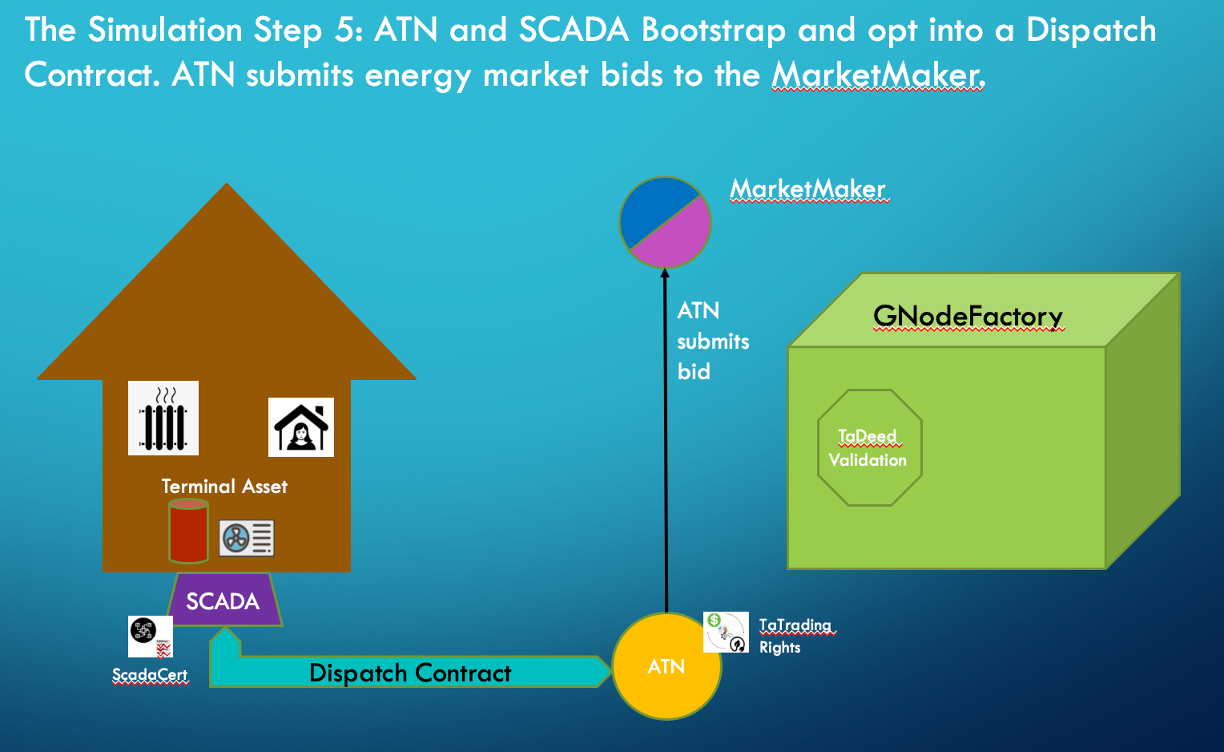 The Simulation Step 5: ATN and SCADA Bootstrap and opt into a Dispatch
Contract. ATN submits energy market bids to the MarketMaker.
MarketMaker
ATN
submits
bid
GNodeFactory
TaDeed
Validation
Terminal Asset
SCADA
ScadaCert
Dispatch Contract
ATN
TaTrading
Rights